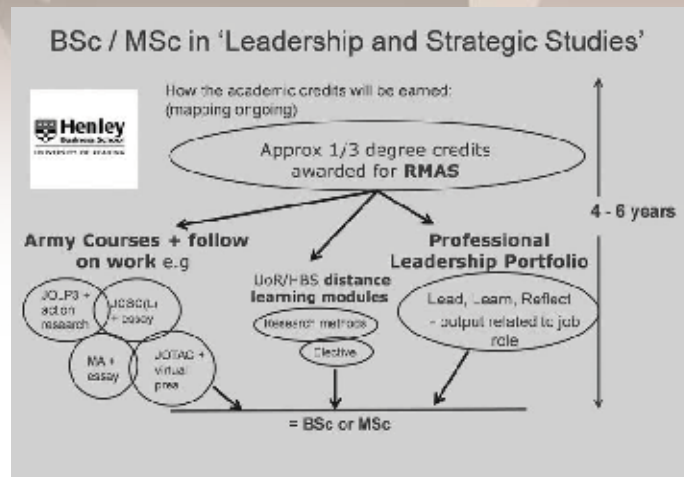 BSc / MSc in 'Leadership and Strategic Studies'
How the academic credits will be earned:
(mapping ongoing)
Henley
Business School
UNIVERSITY OF READING
Approx 1/3 degree credits
awarded for RMAS
4 - 6 years
Army Courses + follow
on work e.g
JOLP3 +
action
research
JCSC(L)
+ essay
MA +
essay
JOTAC +
virtual
UoR/HBS distance
learning modules
Research methods
Elective
Professional
Leadership Portfolio
Lead, Learn, Reflect
- output related to job
role
= BSc or MSc